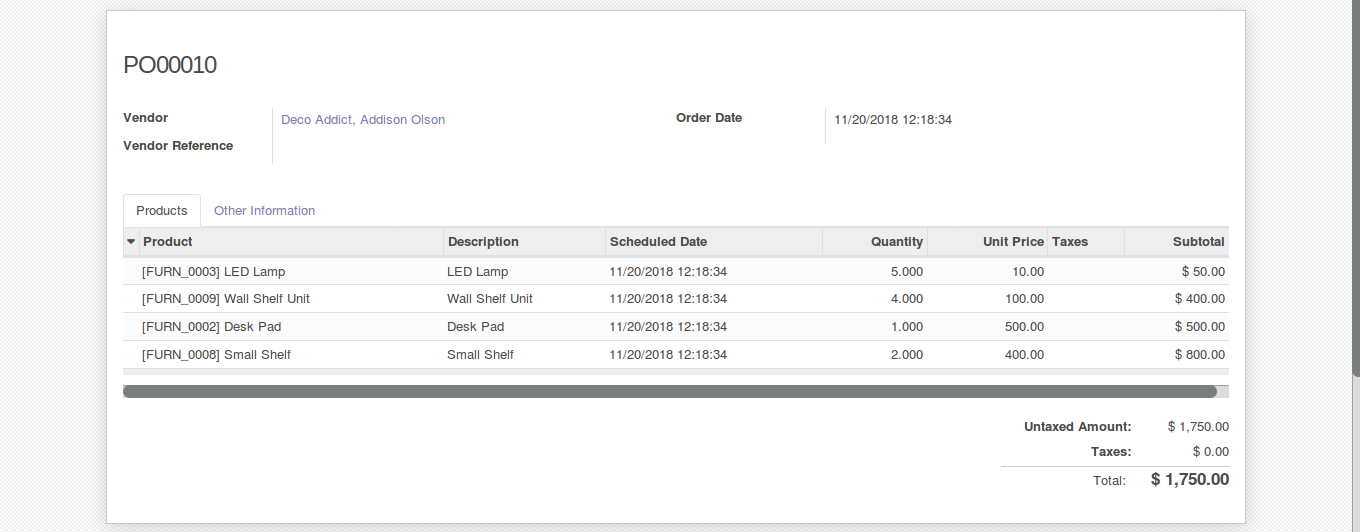 PO00010
Vendor Deco Addict, Addison Olson Order Date 11/20/2018 12:18:34
Vendor Reference
Products Other Information
Product Description Scheduled Date Quantity Unit Price Taxes Subtotal
[FURN_0003] LED Lamp LED Lamp 11/20/2018 12:18:34 5.000 10.00 $ 50.00
[FURN_0009] Wall Shelf Unit Wall Shelf Unit 11/20/2018 12:18:34 4.000 100.00 $ 400.00
[FURN_0002] Desk Pad Desk Pad 11/20/2018 12:18:34 1.000 500.00 $ 500.00
[FURN_0008] Small Shelf Small Shelf 11/20/2018 12:18:34 2.000 400.00 $ 800.00
Untaxed Amount: $ 1,750.00
Taxes: $ 0.00
Total: $ 1,750.00